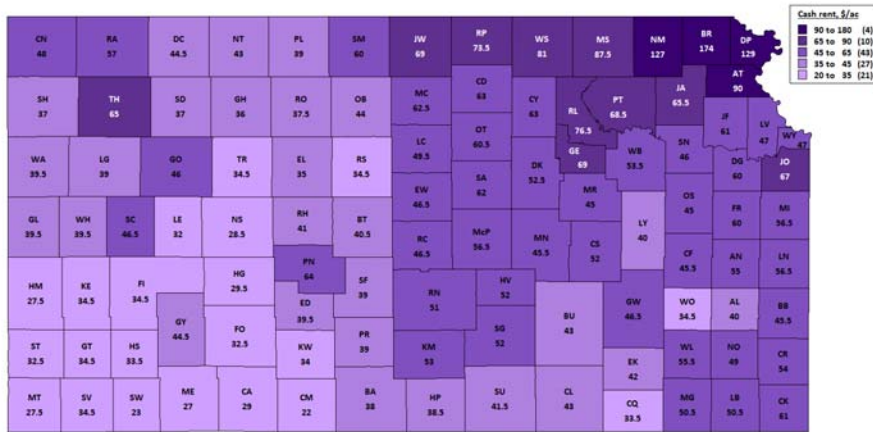 Cash rent, $/ac
90 to 180 (4)
65 to 90 (10)
45 to 65 (43)
35 to 45 (27)
20 to 35 (21)
CN RA DC NT PL SM JW RP WS MS NM BR DP
48 57 44.5 43 39 60 69 73.5 81 87.5 127 174 129
AT
90
SH TH SD GH RO OB MC CD CY RL PT JA JF LV WY
37 65 37 36 37.5 44 62.5 63 63 76.5 68.5 65.5 61 47 47
WA LG GO TR EL RS LC OT DK GE WB SN DG JO
39.5 39 46 34.5 35 34.5 49.5 60.5 52.5 69 53.5 46 60 67
EW SA MR
46.5 62 45
GL WH SC LE NS RH BT RC McP MN CS LY OS FR MI
39.5 39.5 46.5 32 28.5 41 40.5 46.5 56.5 45.5 52 40 45 60 56.5
PN
64
CF AN LN
45.5 55 56.5
HM KE FI HG ED SF RN HV BU GW WO AL BB
27.5 34.5 34.5 29.5 39.5 39 51 52 43 46.5 34.5 40 45.5
GY
44.5
ST GT HS FO KW PR KM SG EK WL NO CR
32.5 34.5 33.5 32.5 34 39 53 52 42 55.5 49 54
MT SV SW ME CA CM BA HP SU CL CQ MG LB CK
27.5 34.5 23 27 29 22 38 38.5 41.5 43 33.5 50.5 50.5 61